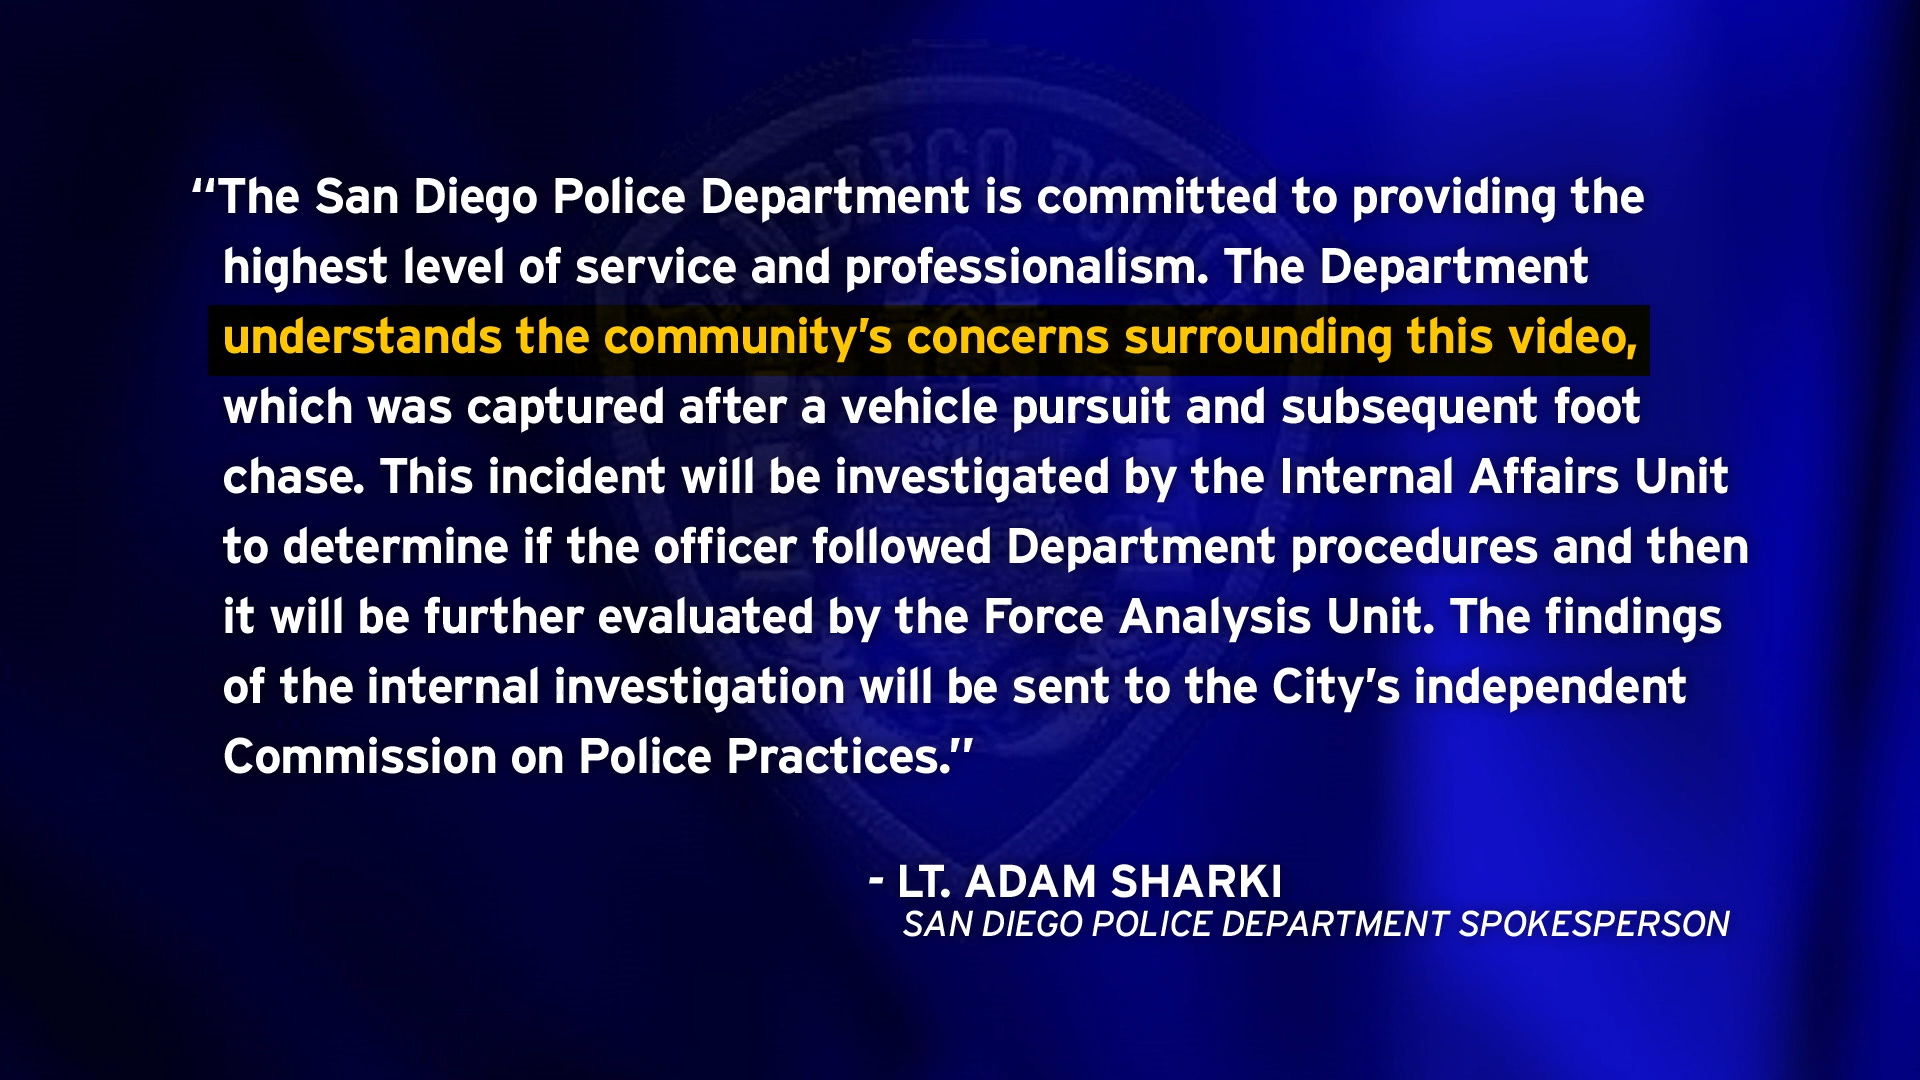 “The San Diego Police Department is committed to providing the
highest level of service and professionalism. The Department
understands the community’s concerns surrounding this video,
which was captured after a vehicle pursuit and subsequent foot
chase. This incident will be investigated by the Internal Affairs Unit
to determine if the officer followed Department procedures and then
it will be further evaluated by the Force Analysis Unit. The findings
of the internal investigation will be sent to the City’s independent
Commission on Police Practices.”
- LT. ADAM SHARKI
SAN DIEGO POLICE DEPARTMENT SPOKESPERSON